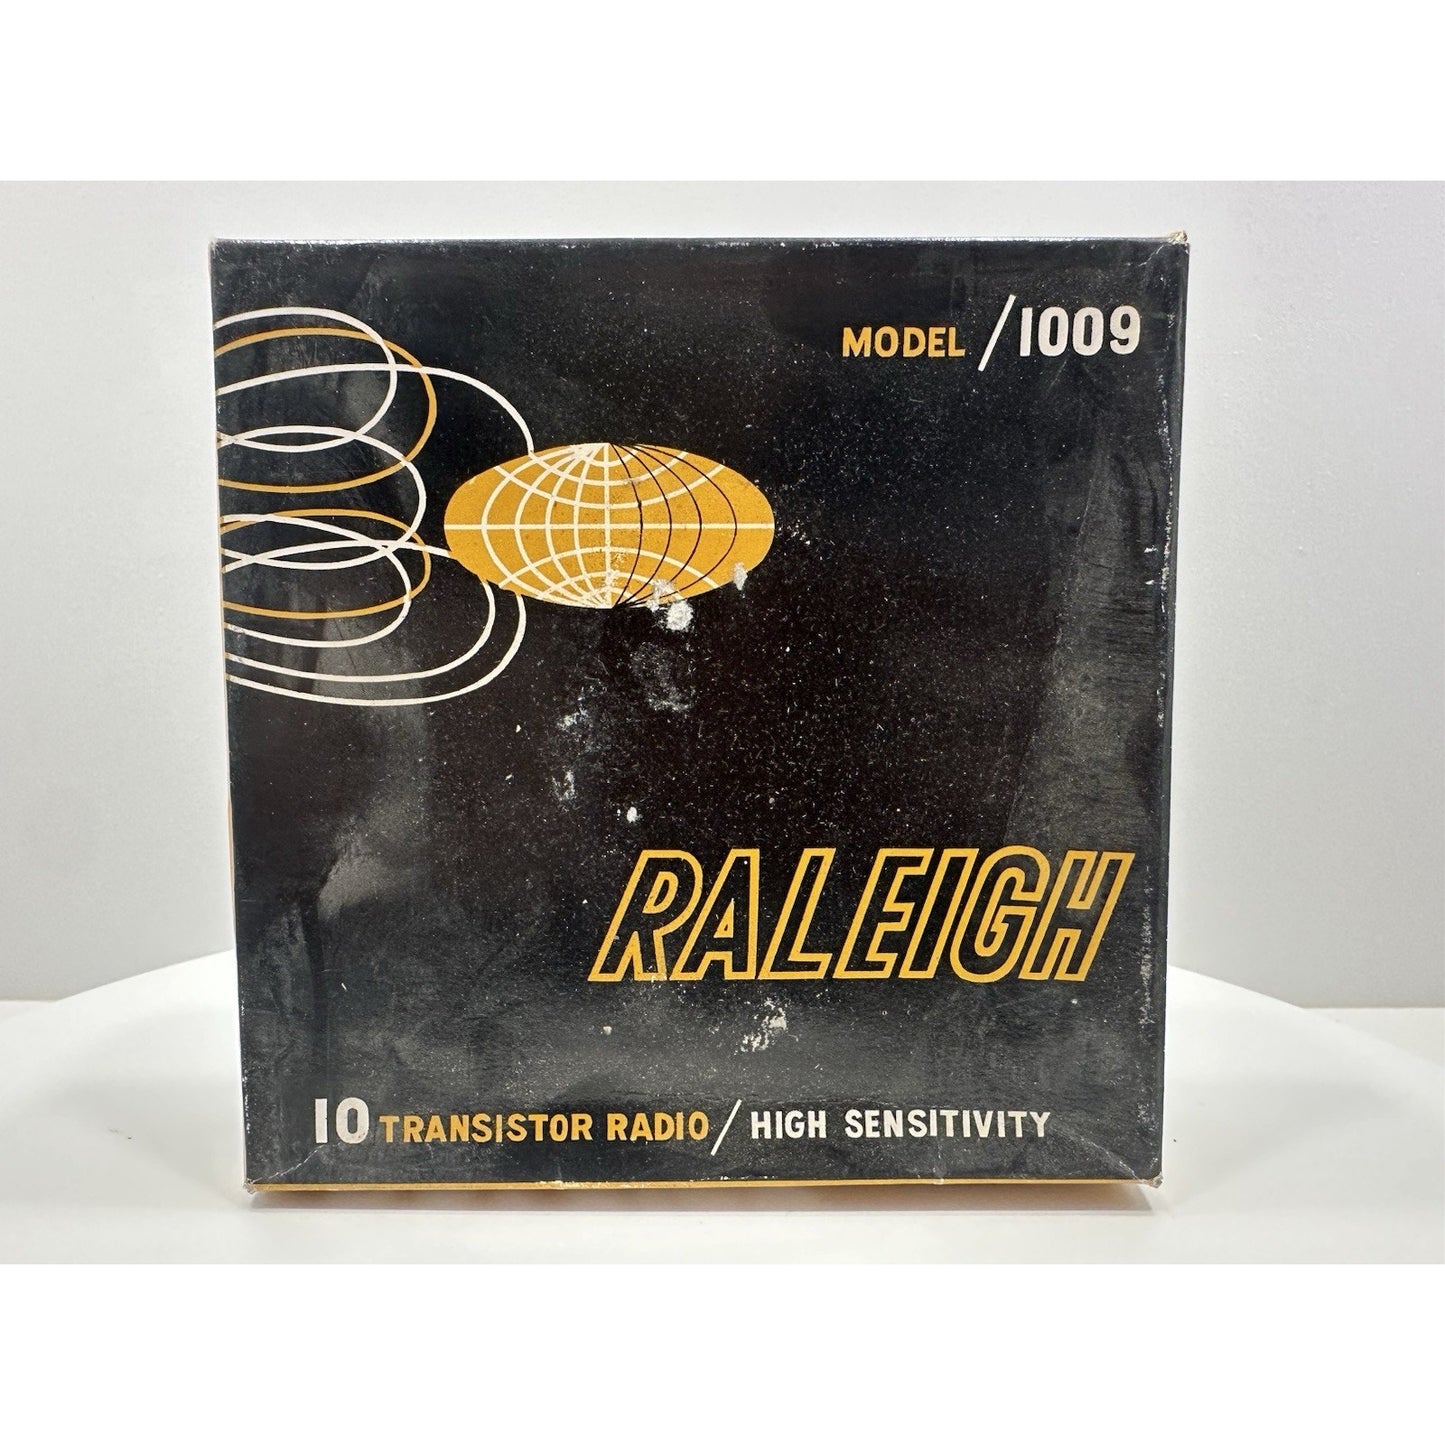 MODEL / 1009
RALEIGH
10 TRANSISTOR RADIO / HIGH SENSITIVITY